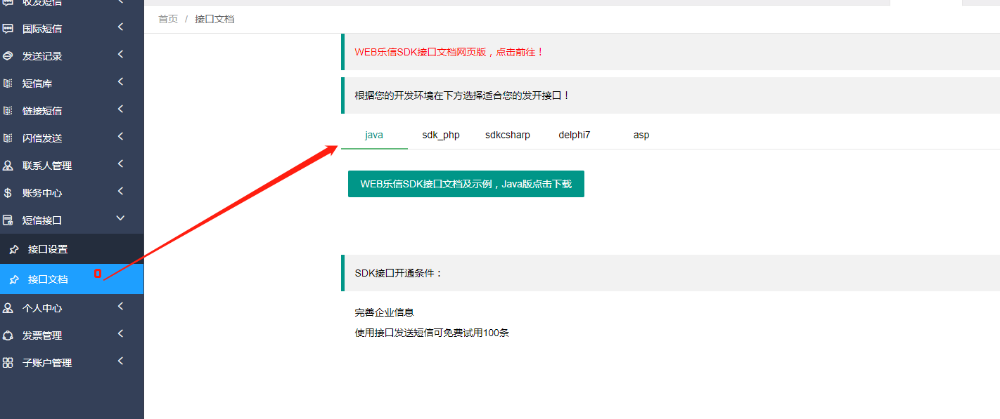 收发短信
国际短信
发送记录
短信库
链接短信
闪信发送
联系人管理
账务中心
短信接口
接口设置
接口文档
0
个人中心
发票管理
子账户管理
首页 / 接口文档
WEB乐信SDK接口文档网页版，点击前往！
根据您的开发环境在下方选择适合您的发开接口！
java sdk_php sdkcsharp delphi7 asp
WEB乐信SDK接口文档及示例，Java版点击下载
SDK接口开通条件：
完善企业信息
使用接口发送短信可免费试用100条